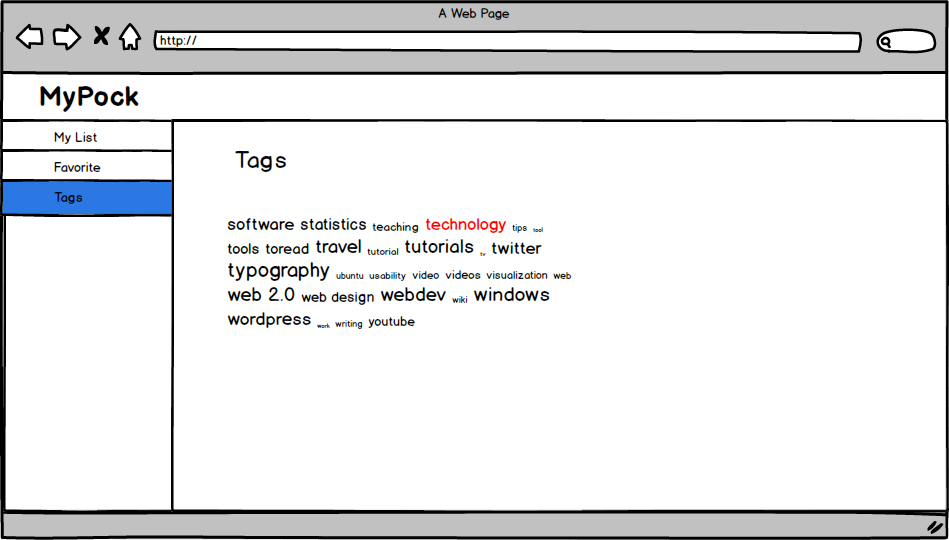 A Web Page
http://
MyPock
My List
Favorite
Tags
Tags
software statistics teaching technology tips tool
tools toread travel tutorial tutorials tv twitter
typography ubuntu usability video videos visualization web
web 2.0 web design webdev wiki windows
wordpress work writing youtube